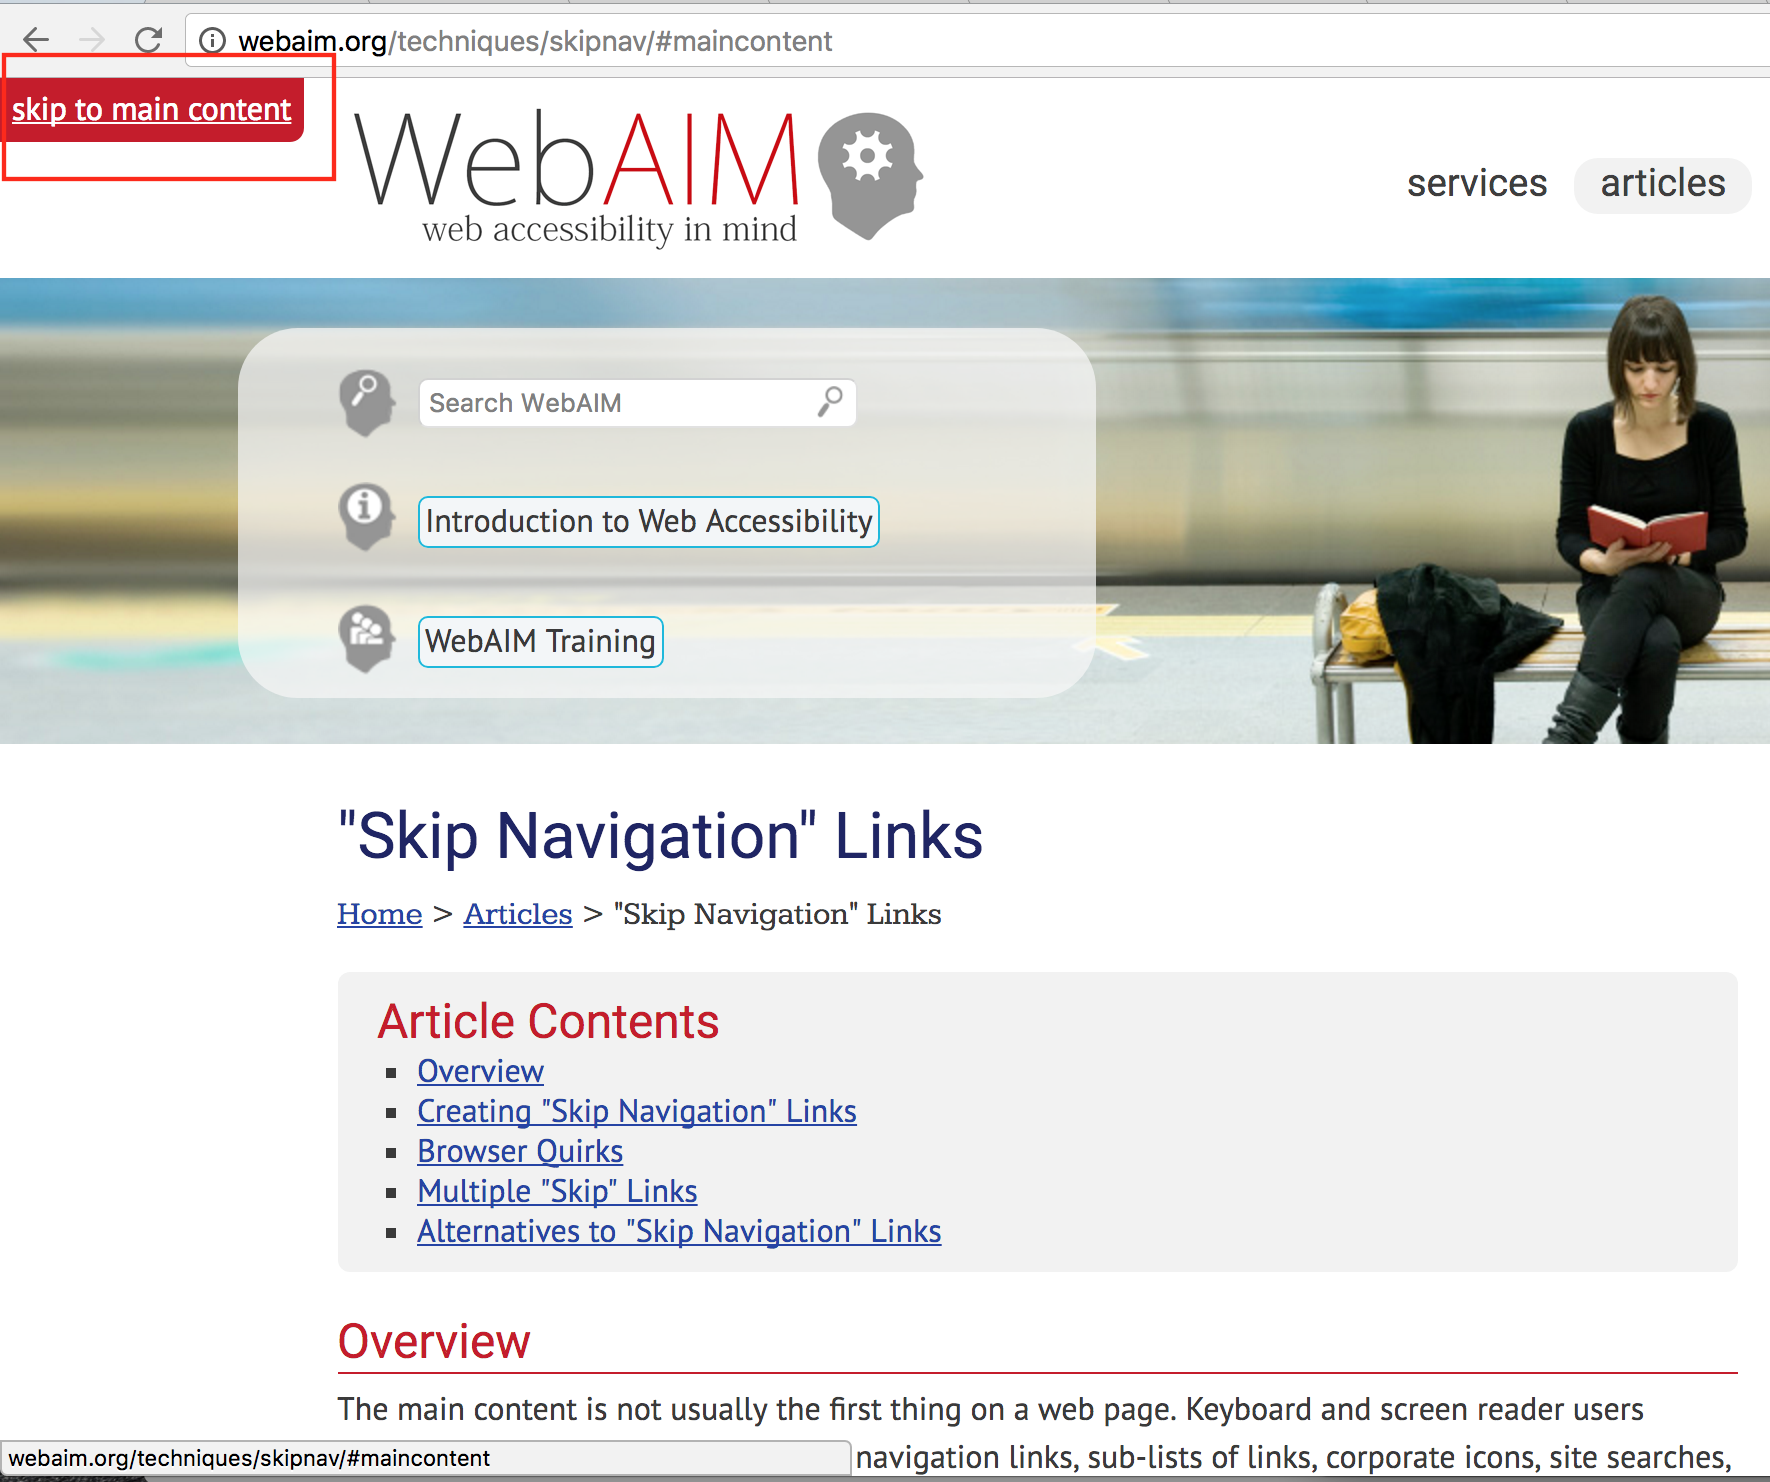 webaim.org/techniques/skipnav/#maincontent
skip to main content
WebAIM
web accessibility in mind
services articles
Search WebAIM
Introduction to Web Accessibility
WebAIM Training
"Skip Navigation" Links
Home > Articles > "Skip Navigation" Links
Article Contents
Overview
Creating "Skip Navigation" Links
Browser Quirks
Multiple "Skip" Links
Alternatives to "Skip Navigation" Links
Overview
The main content is not usually the first thing on a web page. Keyboard and screen reader users
navigation links, sub-lists of links, corporate icons, site searches,
webaim.org/techniques/skipnav/#maincontent